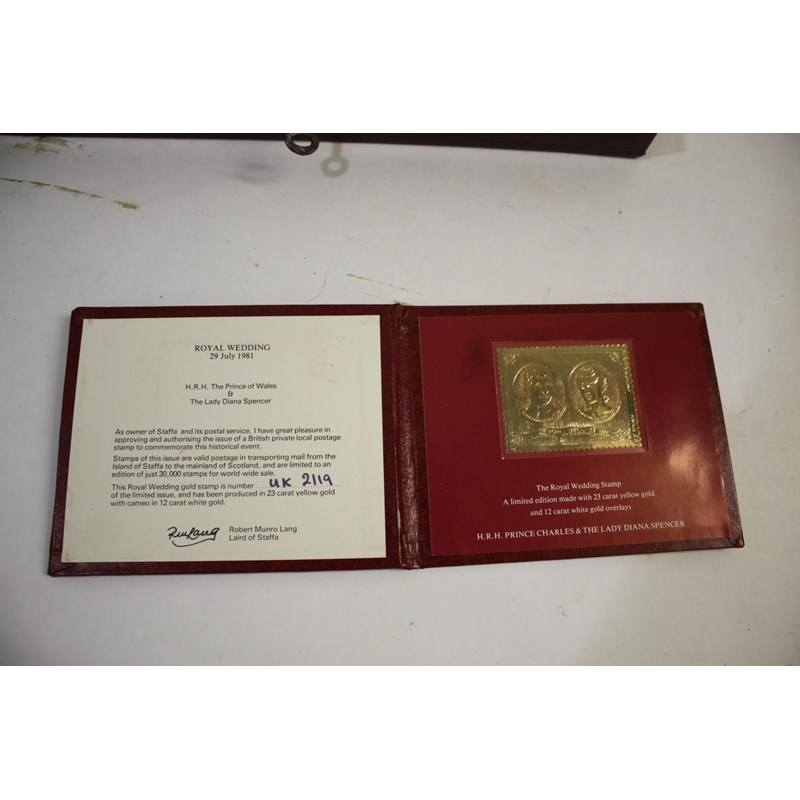 ROYAL WEDDING
29 July 1981
H.R.H. The Prince of Wales
&
The Lady Diana Spencer
As owner of Staffa and its postal service, I have great pleasure in
approving and authorising the issue of a British private local postage
stamp to commemorate this historical event.
Stamps of this issue are valid postage in transporting mail from the
Island of Staffa to the mainland of Scotland, and are limited to an
edition of just 30,000 stamps for world-wide sale.
This Royal Wedding gold stamp is number UK 2119
of the limited issue, and has been produced in 23 carat yellow gold
with cameo in 12 carat white gold.
Robert Munro Lang
Laird of Staffa
The Royal Wedding Stamp
A limited edition made with 23 carat yellow gold
and 12 carat white gold overlays
H.R.H. PRINCE CHARLES & THE LADY DIANA SPENCER